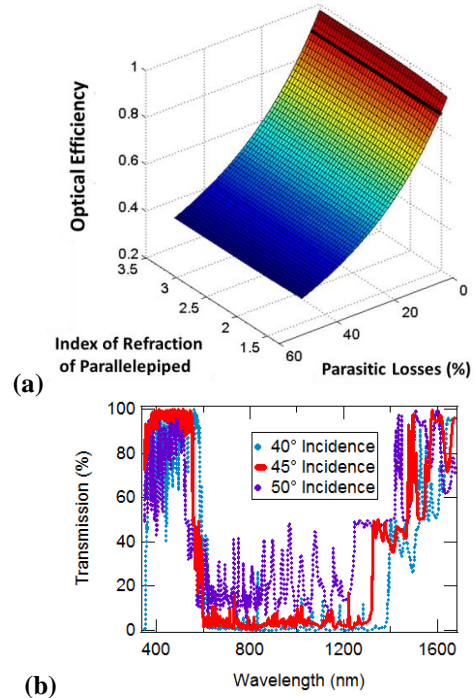 1
0.8
0.6
0.4
0.2
Optical Efficiency
3.5
3
2.5
2
1.5
Index of Refraction
of Parallelepiped
60
40
20
0
Parasitic Losses (%)
(a)
100
80
60
40
20
0
Transmission (%)
40° Incidence
45° Incidence
50° Incidence
400
800
1200
1600
Wavelength (nm)
(b)